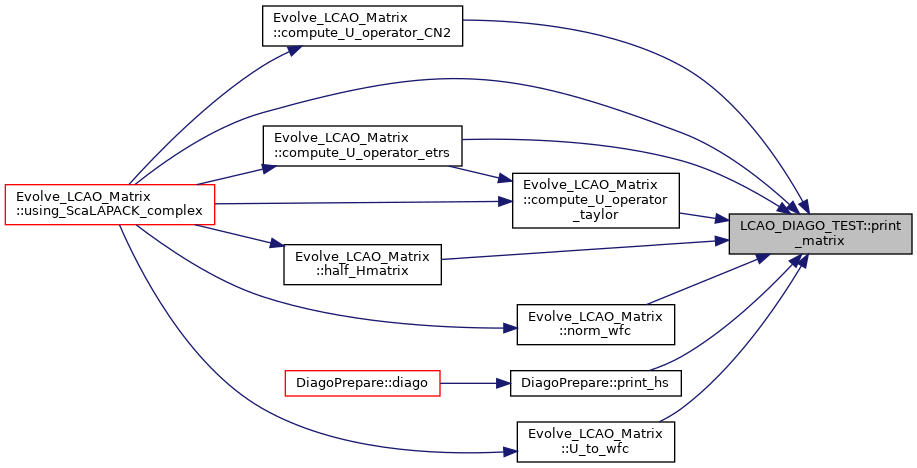 Evolve_LCAO_Matrix
::compute_U_operator_CN2
Evolve_LCAO_Matrix
::compute_U_operator_etrs
Evolve_LCAO_Matrix
::using_ScaLAPACK_complex
Evolve_LCAO_Matrix
::compute_U_operator
_taylor
LCAO_DIAGO_TEST::print
_matrix
Evolve_LCAO_Matrix
::half_Hmatrix
Evolve_LCAO_Matrix
::norm_wfc
DiagoPrepare::diago
DiagoPrepare::print_hs
Evolve_LCAO_Matrix
::U_to_wfc